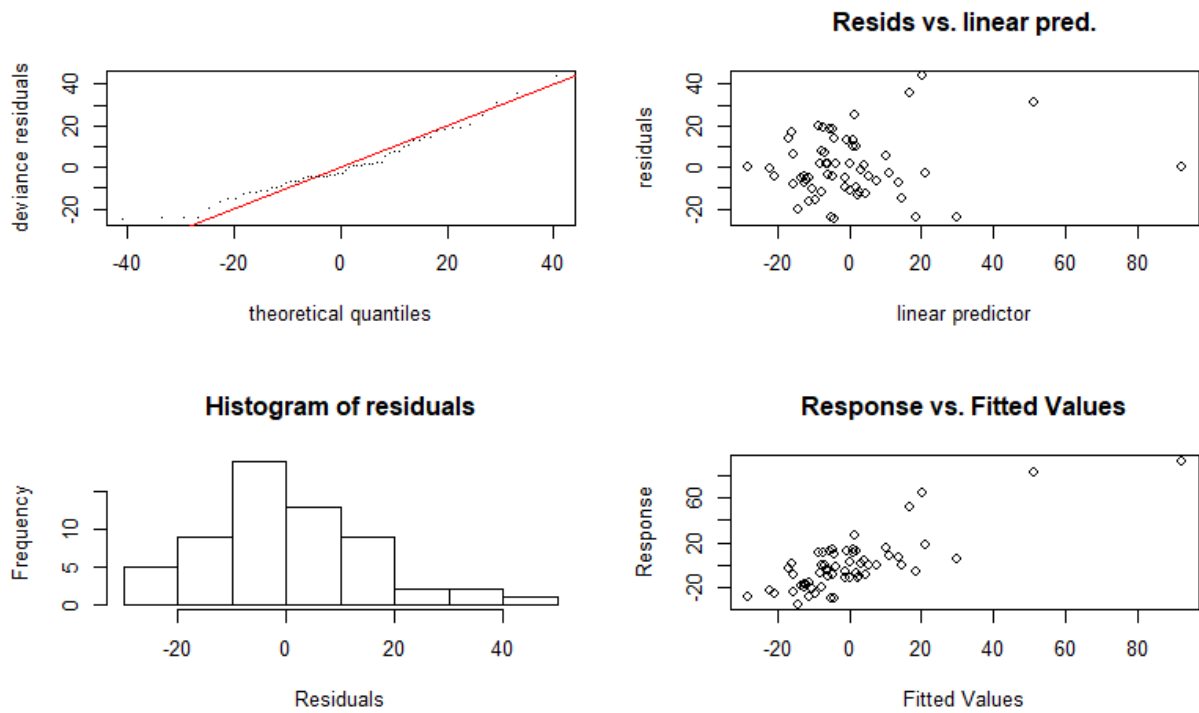 deviance residuals
40
20
0
-20
-40 -20 0 20 40
theoretical quantiles
Resids vs. linear pred.
residuals
40
20
0
-20
-20 0 20 40 60 80
linear predictor
Histogram of residuals
Frequency
10
5
0
-20 0 20 40
Residuals
Response vs. Fitted Values
Response
60
20
-20
-20 0 20 40 60 80
Fitted Values